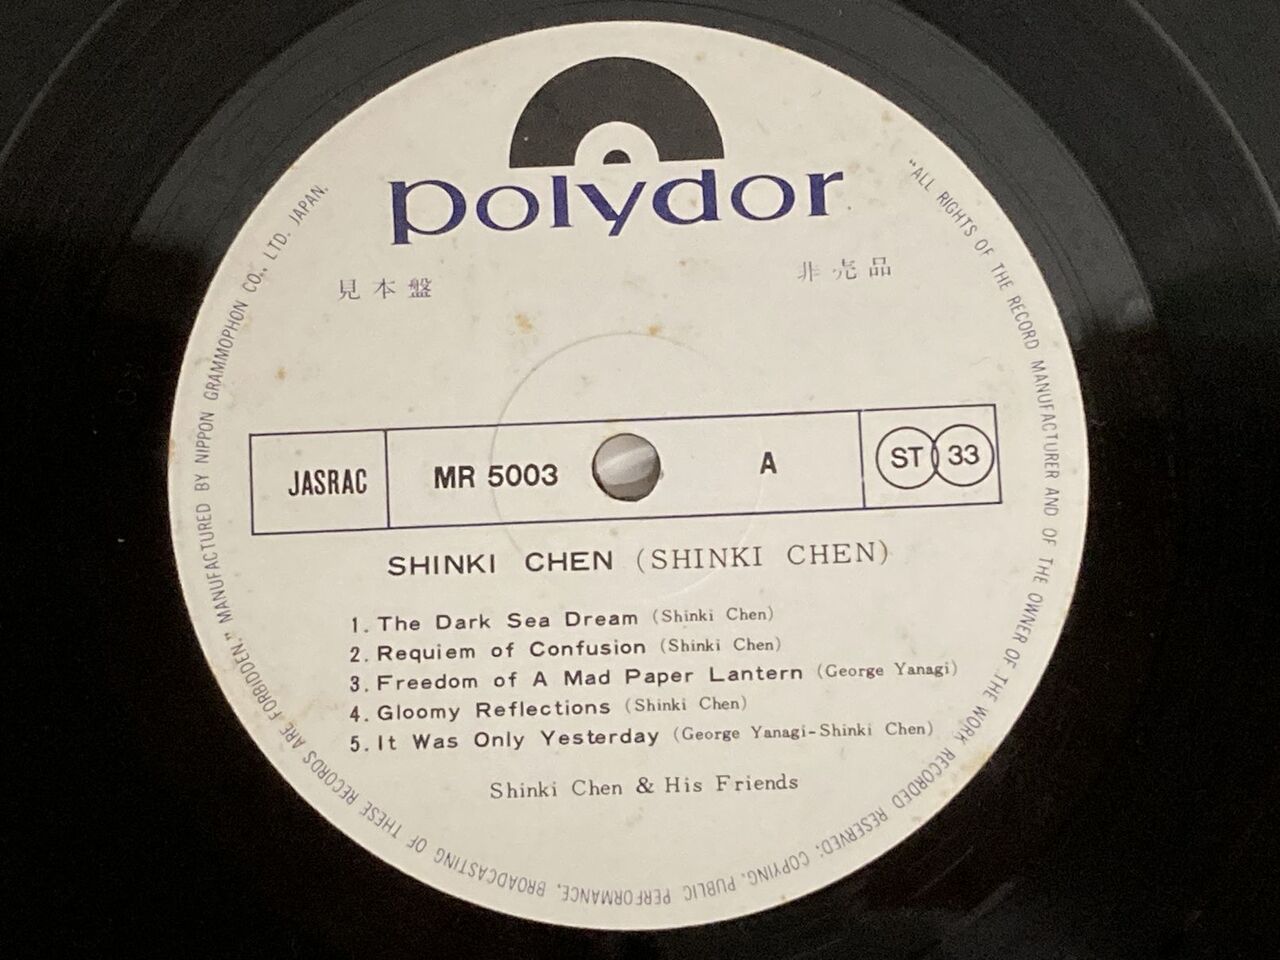 polydor
見本盤 非売品
JASRAC MR 5003 A ST 33
SHINKI CHEN (SHINKI CHEN)
1. The Dark Sea Dream (Shinki Chen)
2. Requiem of Confusion (Shinki Chen)
3. Freedom of A Mad Paper Lantern (George Yanagi)
4. Gloomy Reflections (Shinki Chen)
5. It Was Only Yesterday (George Yanagi-Shinki Chen)
Shinki Chen & His Friends
"ALL RIGHTS OF THE RECORD MANUFACTURER AND OF THE OWNER OF THE WORK RECORDED RESERVED; COPYING, PUBLIC PERFORMANCE, BROADCASTING OF THESE RECORDS ARE FORBIDDEN." MANUFACTURED BY NIPPON GRAMMOPHON CO., LTD. JAPAN.